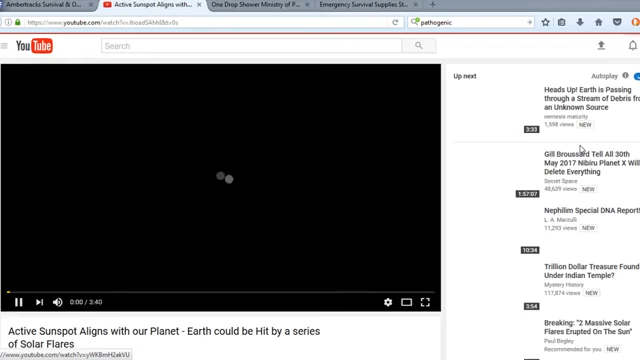 Ambertracks Survival & O...
Active Sunspot Aligns with...
One Drop Shower Ministry of P...
Emergency Survival Supplies St...
https://www.youtube.com/watch?v=JtioadSAhhI&t=0s
pathogenic
YouTube
Search
Up next
Autoplay
Heads Up! Earth is Passing
through a Stream of Debris fro
an Unknown Source
nemesis maturity
1,598 views NEW
3:33
Gill Broussard Tell All 30th
May 2017 Nibiru Planet X Will
Delete Everything
Secret Space
48,639 views NEW
1:57:07
Nephilim Special DNA Report!
L. A. Marzulli
11,293 views NEW
10:34
Trillion Dollar Treasure Found
Under Indian Temple?
Mystery History
117,874 views NEW
3:54
Breaking: "2 Massive Solar
Flares Erupted On The Sun"
Paul Begley
Recommended for you NEW
0:00 / 3:40
Active Sunspot Aligns with our Planet - Earth could be Hit by a series
of Solar Flares
//www.youtube.com/watch?v=yWKBmH2akVU